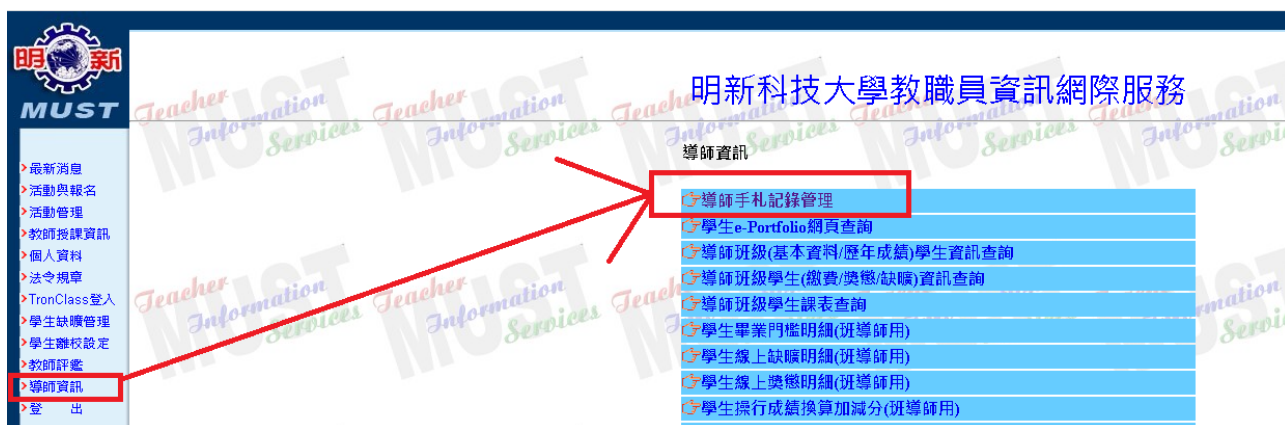 明新
MUST
明新科技大學教職員資訊網際服務
Teacher Information Services
>最新消息
>活動與報名
>活動管理
>教師授課資訊
>個人資料
>法令規章
>TronClass登入
>學生缺曠管理
>學生離校設定
>教師評鑑
>導師資訊
>登 出
導師資訊
導師手札記錄管理
學生e-Portfolio網頁查詢
導師班級(基本資料/歷年成績)學生資訊查詢
導師班級學生(繳費/獎懲/缺曠)資訊查詢
導師班級學生課表查詢
學生畢業門檻明細(班導師用)
學生線上缺曠明細(班導師用)
學生線上獎懲明細(班導師用)
學生操行成績換算加減分(班導師用)